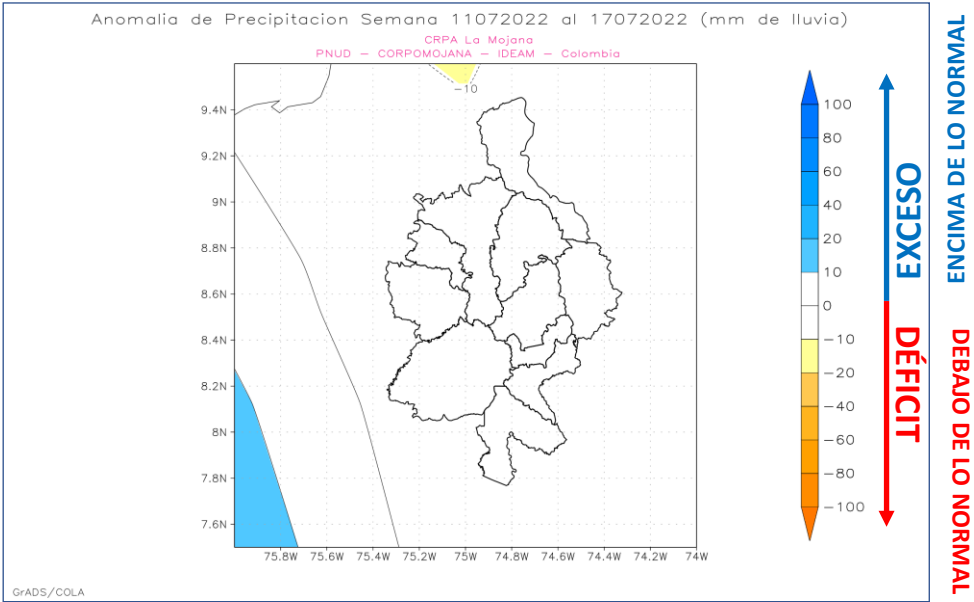 Anomalia de Precipitacion Semana 11072022 al 17072022 (mm de lluvia)
CRPA La Mojana
PNUD – CORPOMOJANA – IDEAM – Colombia
−10
9.4N
9.2N
9N
8.8N
8.6N
8.4N
8.2N
8N
7.8N
7.6N
75.8W 75.6W 75.4W 75.2W 75W 74.8W 74.6W 74.4W 74.2W 74W
100
80
60
40
20
10
0
−10
−20
−40
−60
−80
−100
EXCESO
DÉFICIT
ENCIMA DE LO NORMAL
DEBAJO DE LO NORMAL
GrADS/COLA